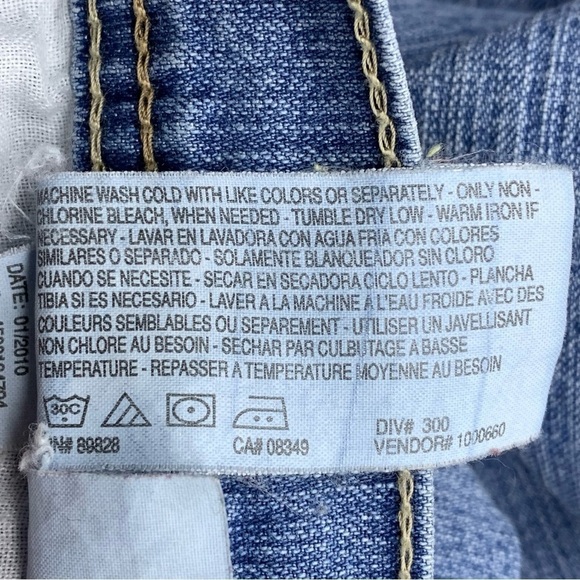 MACHINE WASH COLD WITH LIKE COLORS OR SEPARATELY - ONLY NON -
CHLORINE BLEACH, WHEN NEEDED - TUMBLE DRY LOW - WARM IRON IF
NECESSARY - LAVAR EN LAVADORA CON AGUA FRIA CON COLORES
SIMILARES O SEPARADO - SOLAMENTE BLANQUEADOR SIN CLORO
CUANDO SE NECESITE - SECAR EN SECADORA CICLO LENTO - PLANCHA
TIBIA SI ES NECESARIO - LAVER A LA MACHINE À L'EAU FROIDE AVEC DES
COULEURS SEMBLABLES OU SÉPAREMENT - UTILISER UN JAVELLISANT
NON CHLORE AU BESOIN - SECHAR PAR CULBUTAGE À BASSE
TEMPERATURE - REPASSER À TEMPERATURE MOYENNE AU BESOIN
30C
DIV# 300
RN# 89828 CA# 08349 VENDOR# 1000660
DATE: 01/2010